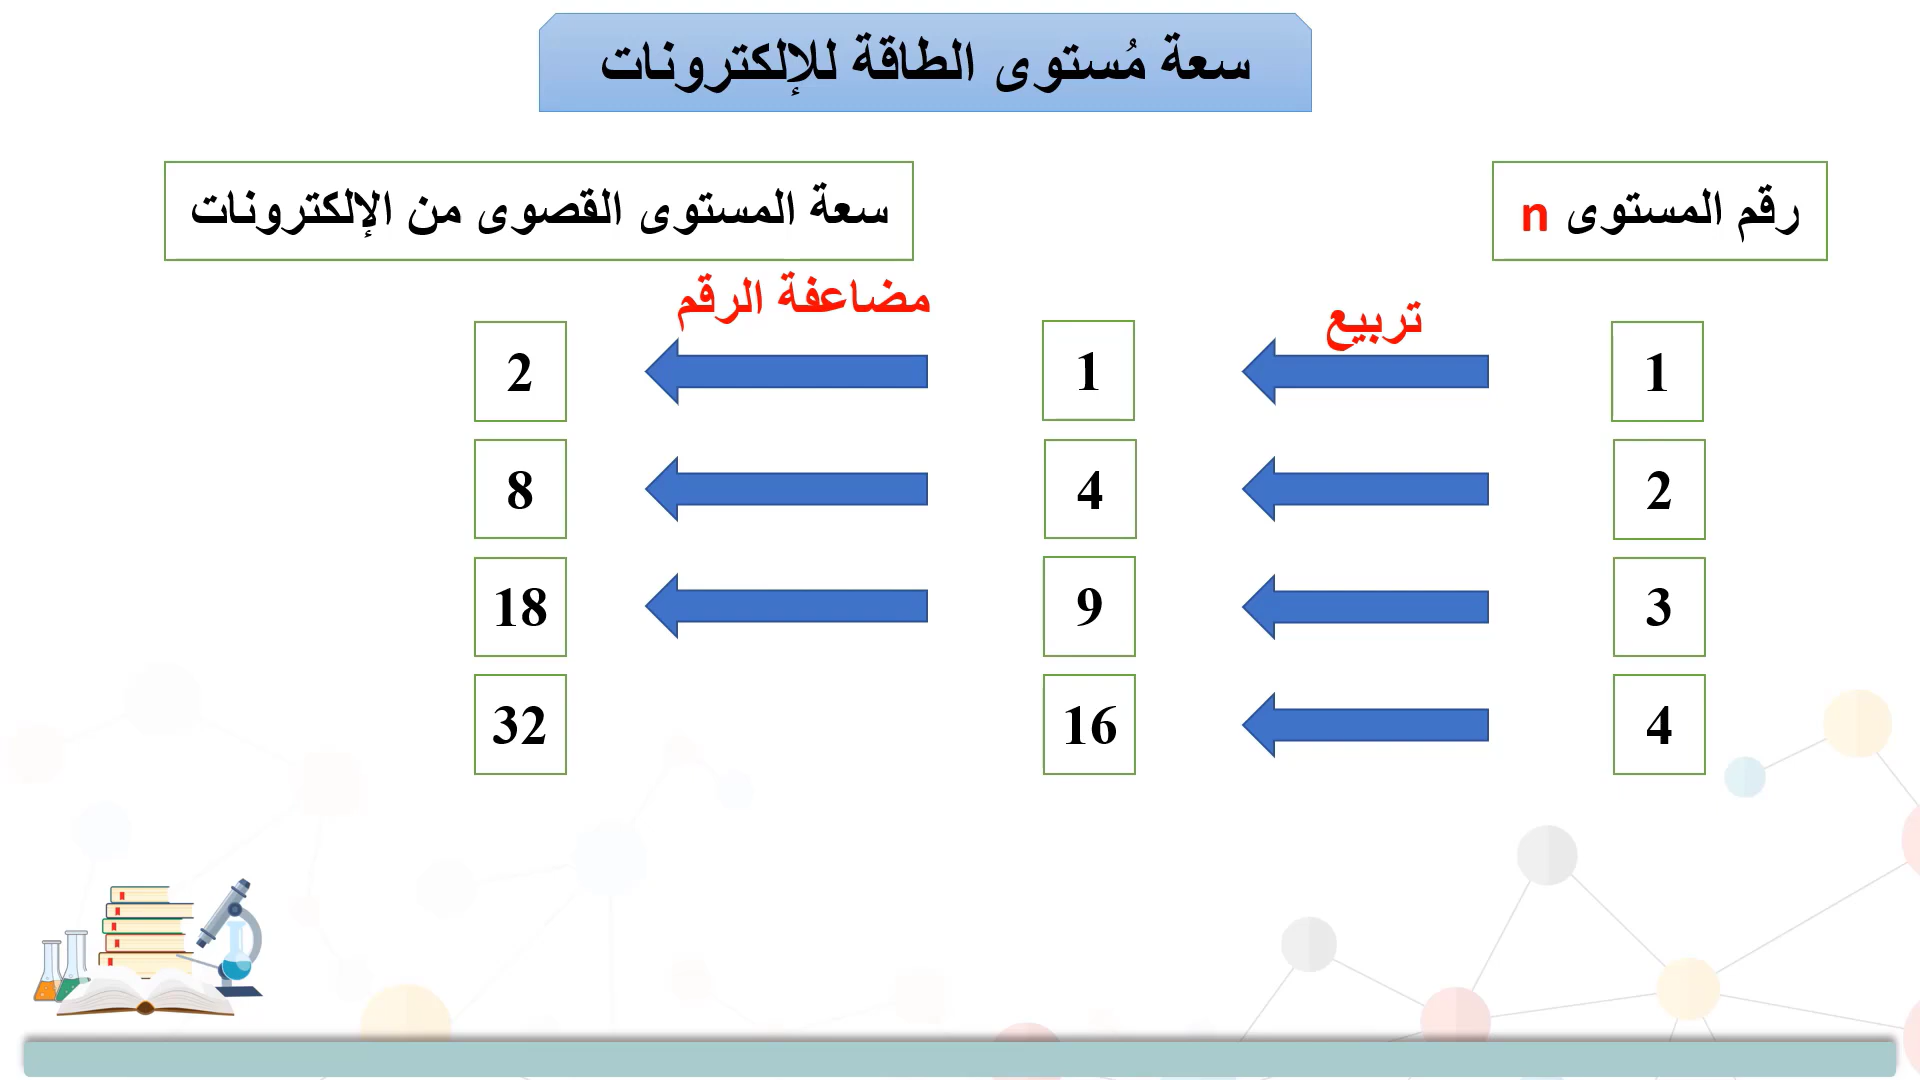 سعة مُستوى الطاقة للإلكترونات
رقم المستوى n
سعة المستوى القصوى من الإلكترونات
تربيع
مضاعفة الرقم
1 1 2
2 4 8
3 9 18
4 16 32